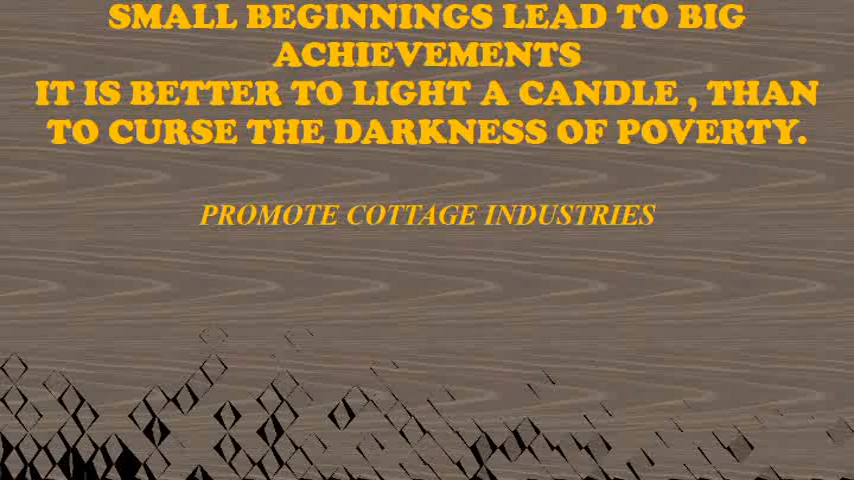 SMALL BEGINNINGS LEAD TO BIG
ACHIEVEMENTS
IT IS BETTER TO LIGHT A CANDLE , THAN
TO CURSE THE DARKNESS OF POVERTY.
PROMOTE COTTAGE INDUSTRIES